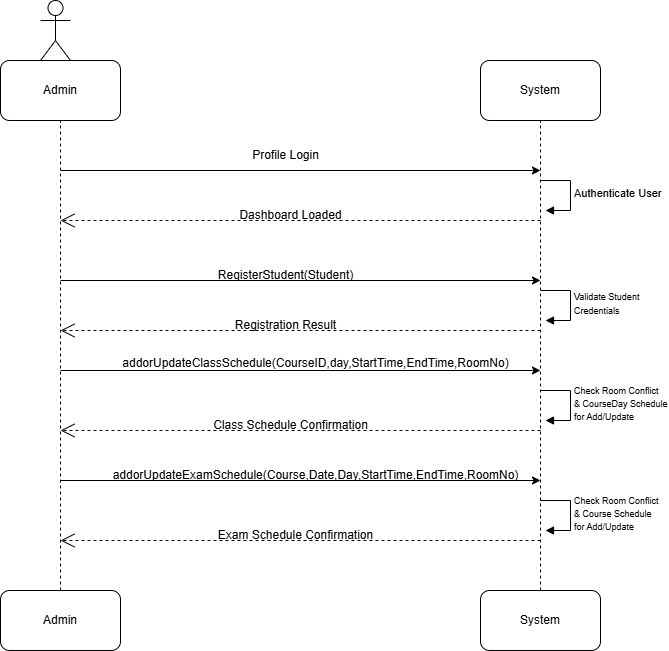 Admin
System
Profile Login
Authenticate User
Dashboard Loaded
RegisterStudent(Student)
Validate Student
Credentials
Registration Result
addorUpdateClassSchedule(CourseID,day,StartTime,EndTime,RoomNo)
Check Room Conflict
& CourseDay Schedule
for Add/Update
Class Schedule Confirmation
addorUpdateExamSchedule(Course,Date,Day,StartTime,EndTime,RoomNo)
Check Room Conflict
& Course Schedule
for Add/Update
Exam Schedule Confirmation
Admin
System